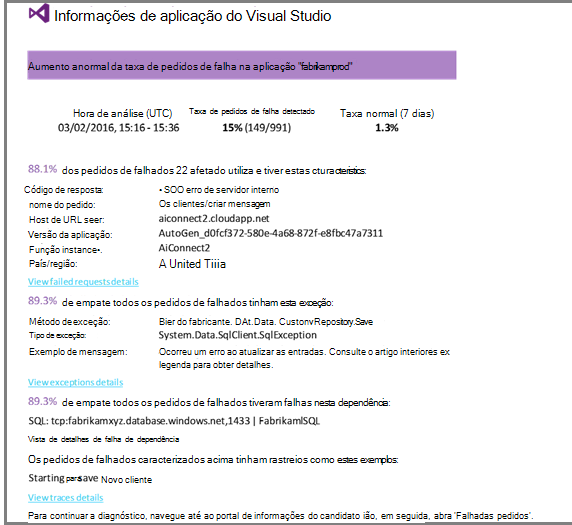 Informações de aplicação do Visual Studio
Aumento anormal da taxa de pedidos de falha na aplicação "fabrikamprod"
Hora de análise (UTC) Taxa de pedidos de falha detectado Taxa normal (7 dias)
03/02/2016, 15:16 - 15:36 15% (149/991) 1.3%
88.1% dos pedidos de falhados 22 afetado utiliza e tiver estas cturacteristics:
Código de resposta: • SOO erro de servidor interno
nome do pedido: Os clientes/criar mensagem
Host de URL seer: aiconnect2.cloudapp.net
Versão da aplicação: AutoGen_d0fcf372-580e-4a68-872f-e8fbc47a7311
Função instance•. AiConnect2
País/região: A United Tiiia
View failed requests details
89.3% de empate todos os pedidos de falhados tinham esta exceção:
Método de exceção: Bier do fabricante. DAt.Data. CustonvRepository.Save
Tipo de exceção: System.Data.SqlClient.SqlException
Exemplo de mensagem: Ocorreu um erro ao atualizar as entradas. Consulte o artigo interiores ex
legenda para obter detalhes.
View exceptions details
89.3% de empate todos os pedidos de falhados tiveram falhas nesta dependência:
SQL: tcp:fabrikamxyz.database.windows.net,1433 | FabrikamlSQL
Vista de detalhes de falha de dependência
Os pedidos de falhados caracterizados acima tinham rastreios como estes exemplos:
Starting para save Novo cliente
View traces details
Para continuar a diagnóstico, navegue até ao portal de informações do candidato ião, em seguida, abra 'Falhadas pedidos'.